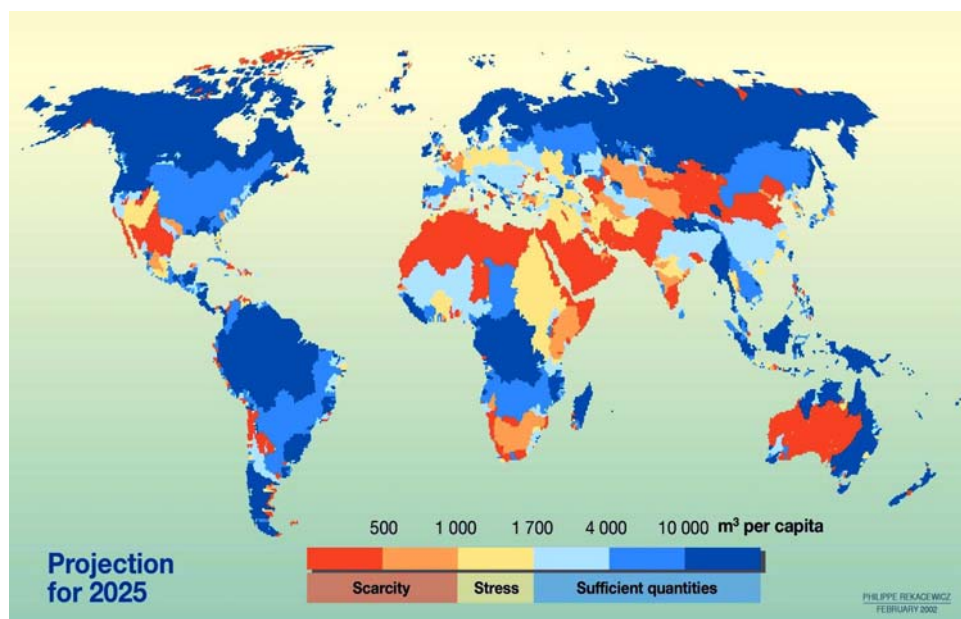 500 1 000 1 700 4 000 10 000 m³ per capita
Scarcity Stress Sufficient quantities
Projection
for 2025
PHILIPPE REKACEWICZ
FEBRUARY 2002